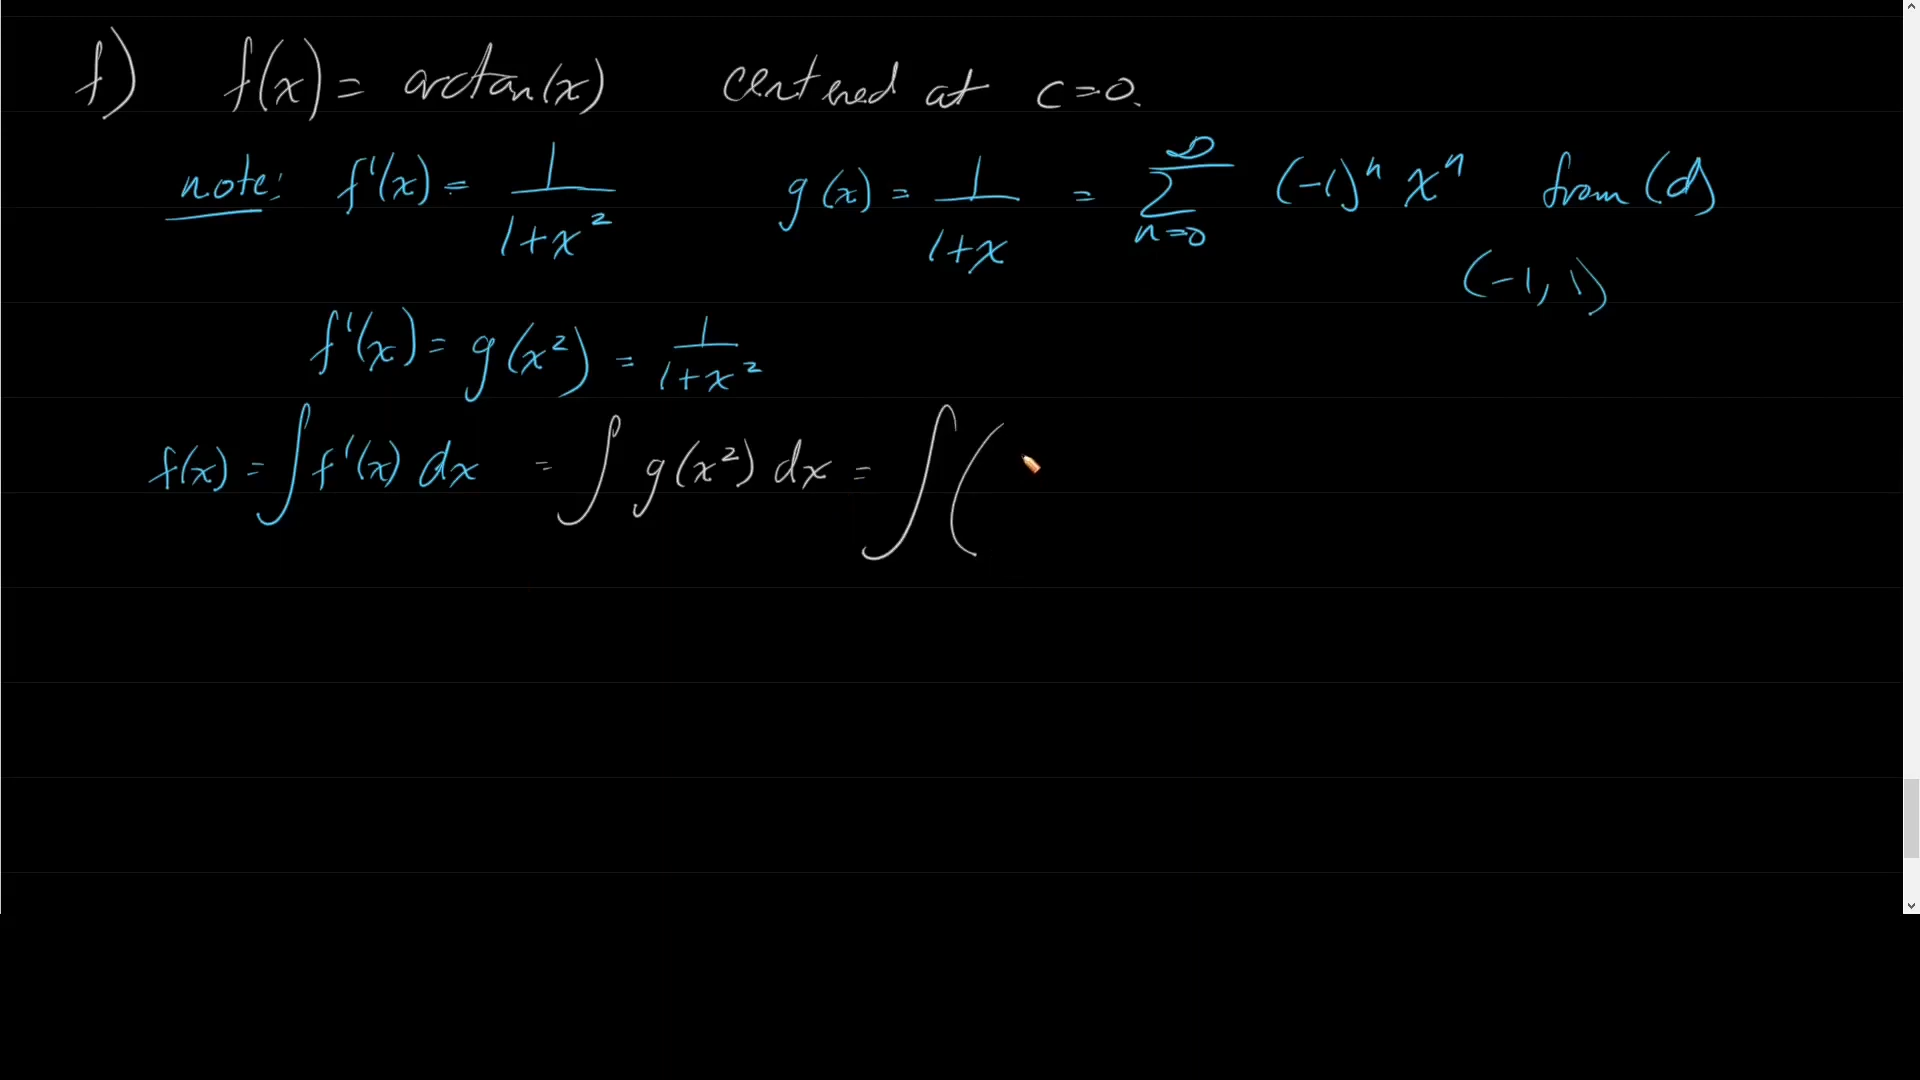 f) f(x) = arctan(x) centered at c=0.
note: f'(x) = 1/(1+x²) g(x) = 1/(1+x) = ∑_{n=0}^{∞} (-1)ⁿ xⁿ from (d)
(-1, 1)
f'(x) = g(x²) = 1/(1+x²)
f(x) = ∫ f'(x) dx = ∫ g(x²) dx = ∫ (